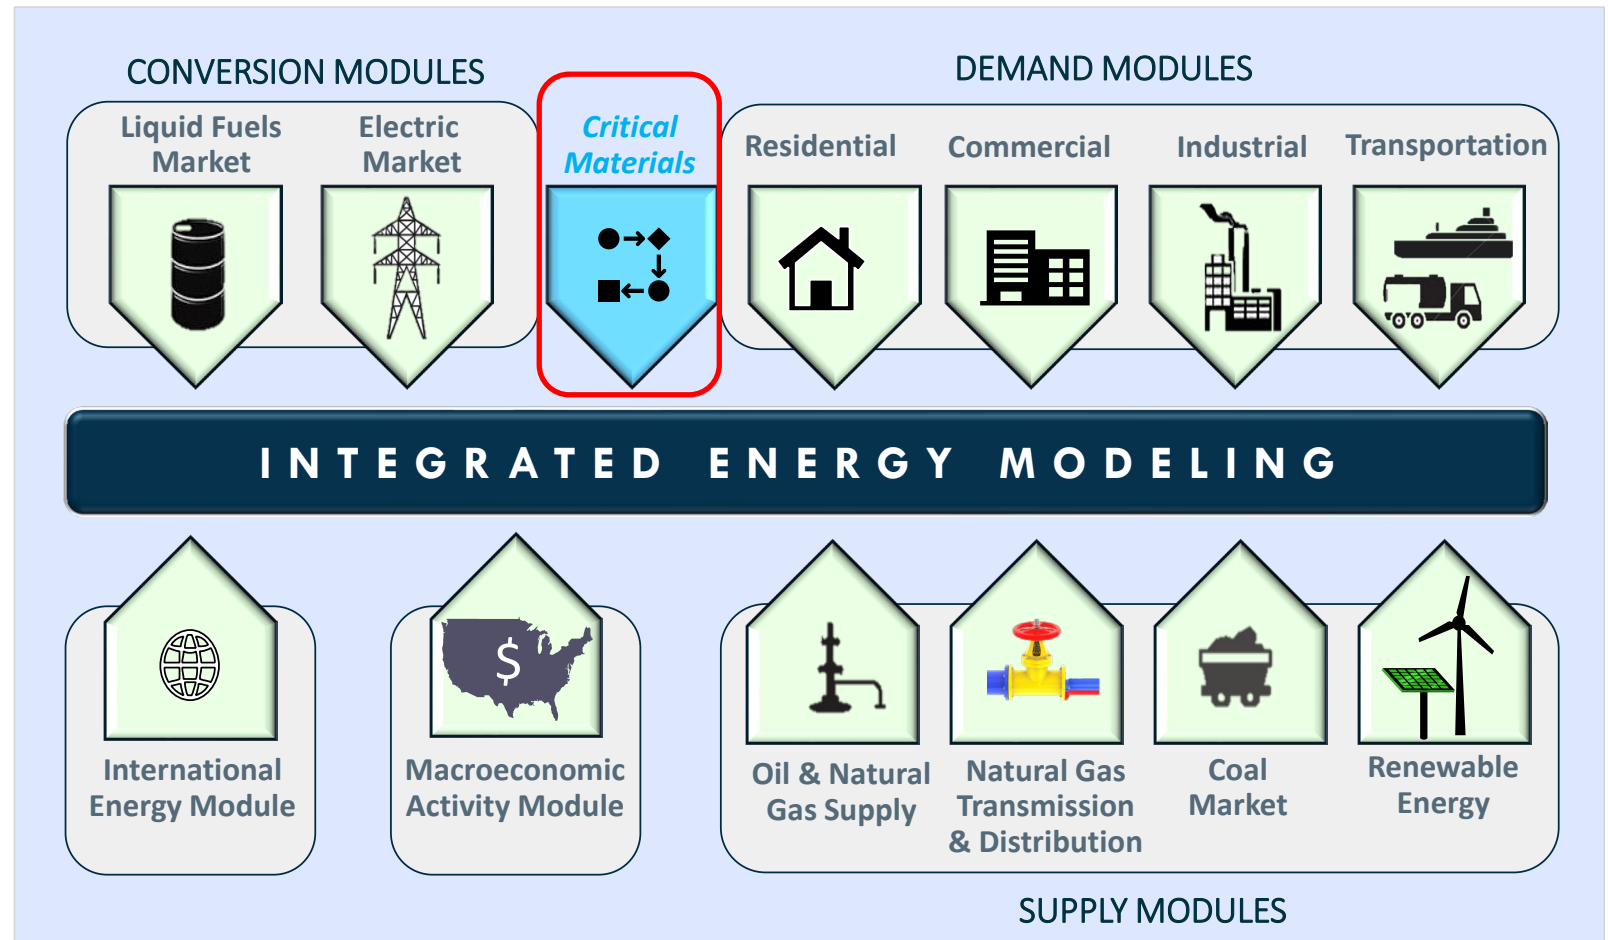 CONVERSION MODULES
DEMAND MODULES
Liquid Fuels
Market
Electric
Market
Critical
Materials
Residential
Commercial
Industrial
Transportation
INTEGRATED ENERGY MODELING
$
International
Energy Module
Macroeconomic
Activity Module
Oil & Natural
Gas Supply
Natural Gas
Transmission
& Distribution
Coal
Market
Renewable
Energy
SUPPLY MODULES